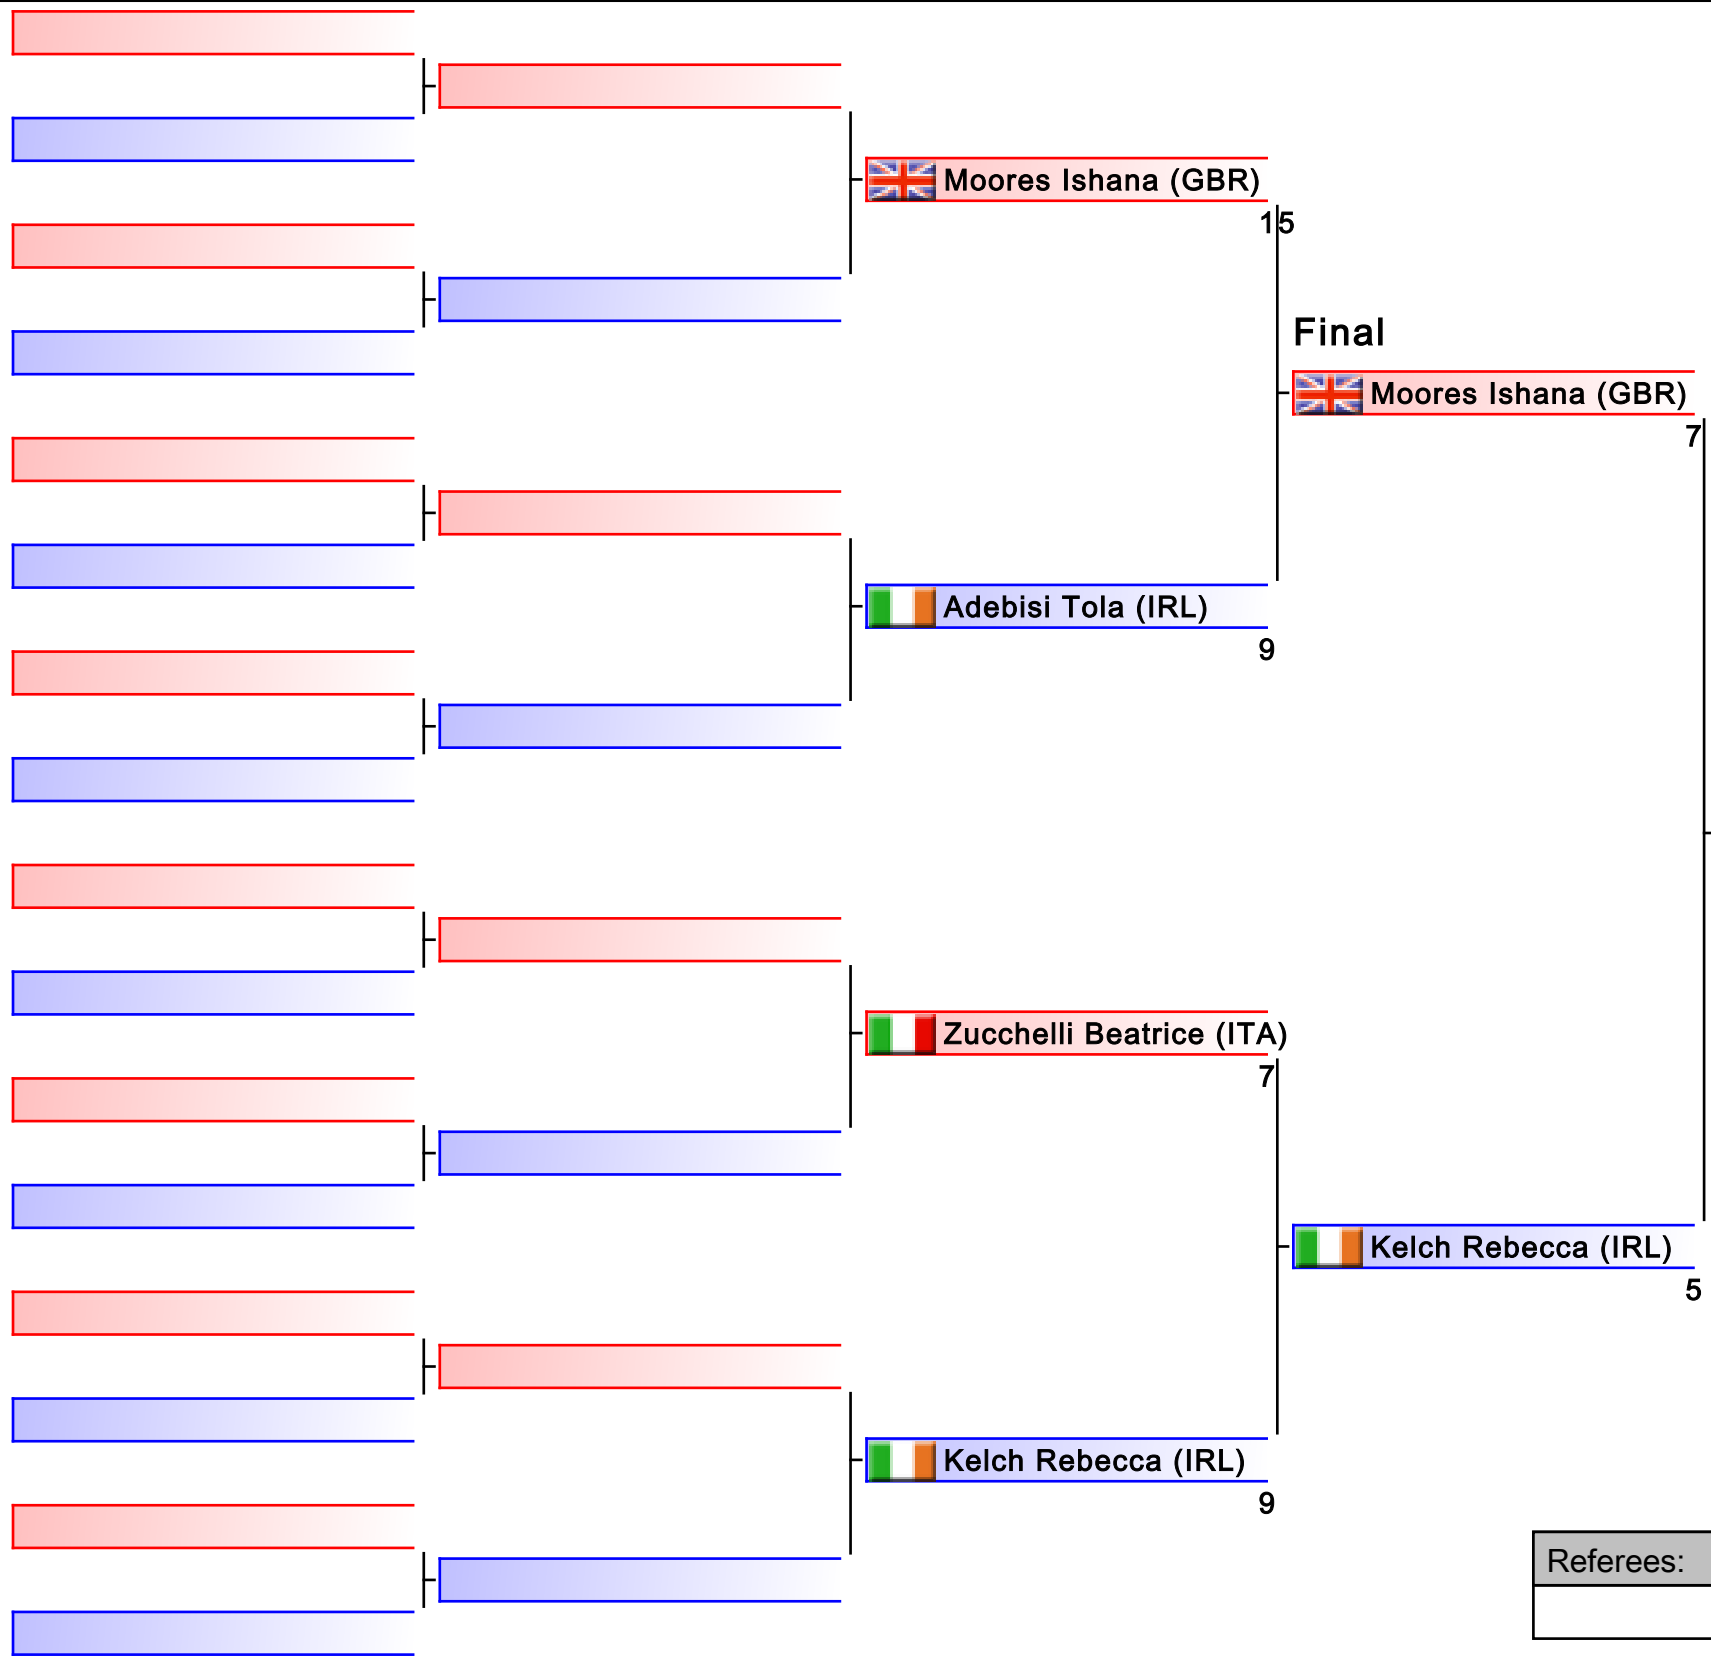 Moores Ishana (GBR)
15
Final
Moores Ishana (GBR)
7
Adebisi Tola (IRL)
9
Zucchelli Beatrice (ITA)
7
Kelch Rebecca (IRL)
5
Kelch Rebecca (IRL)
9
Referees: